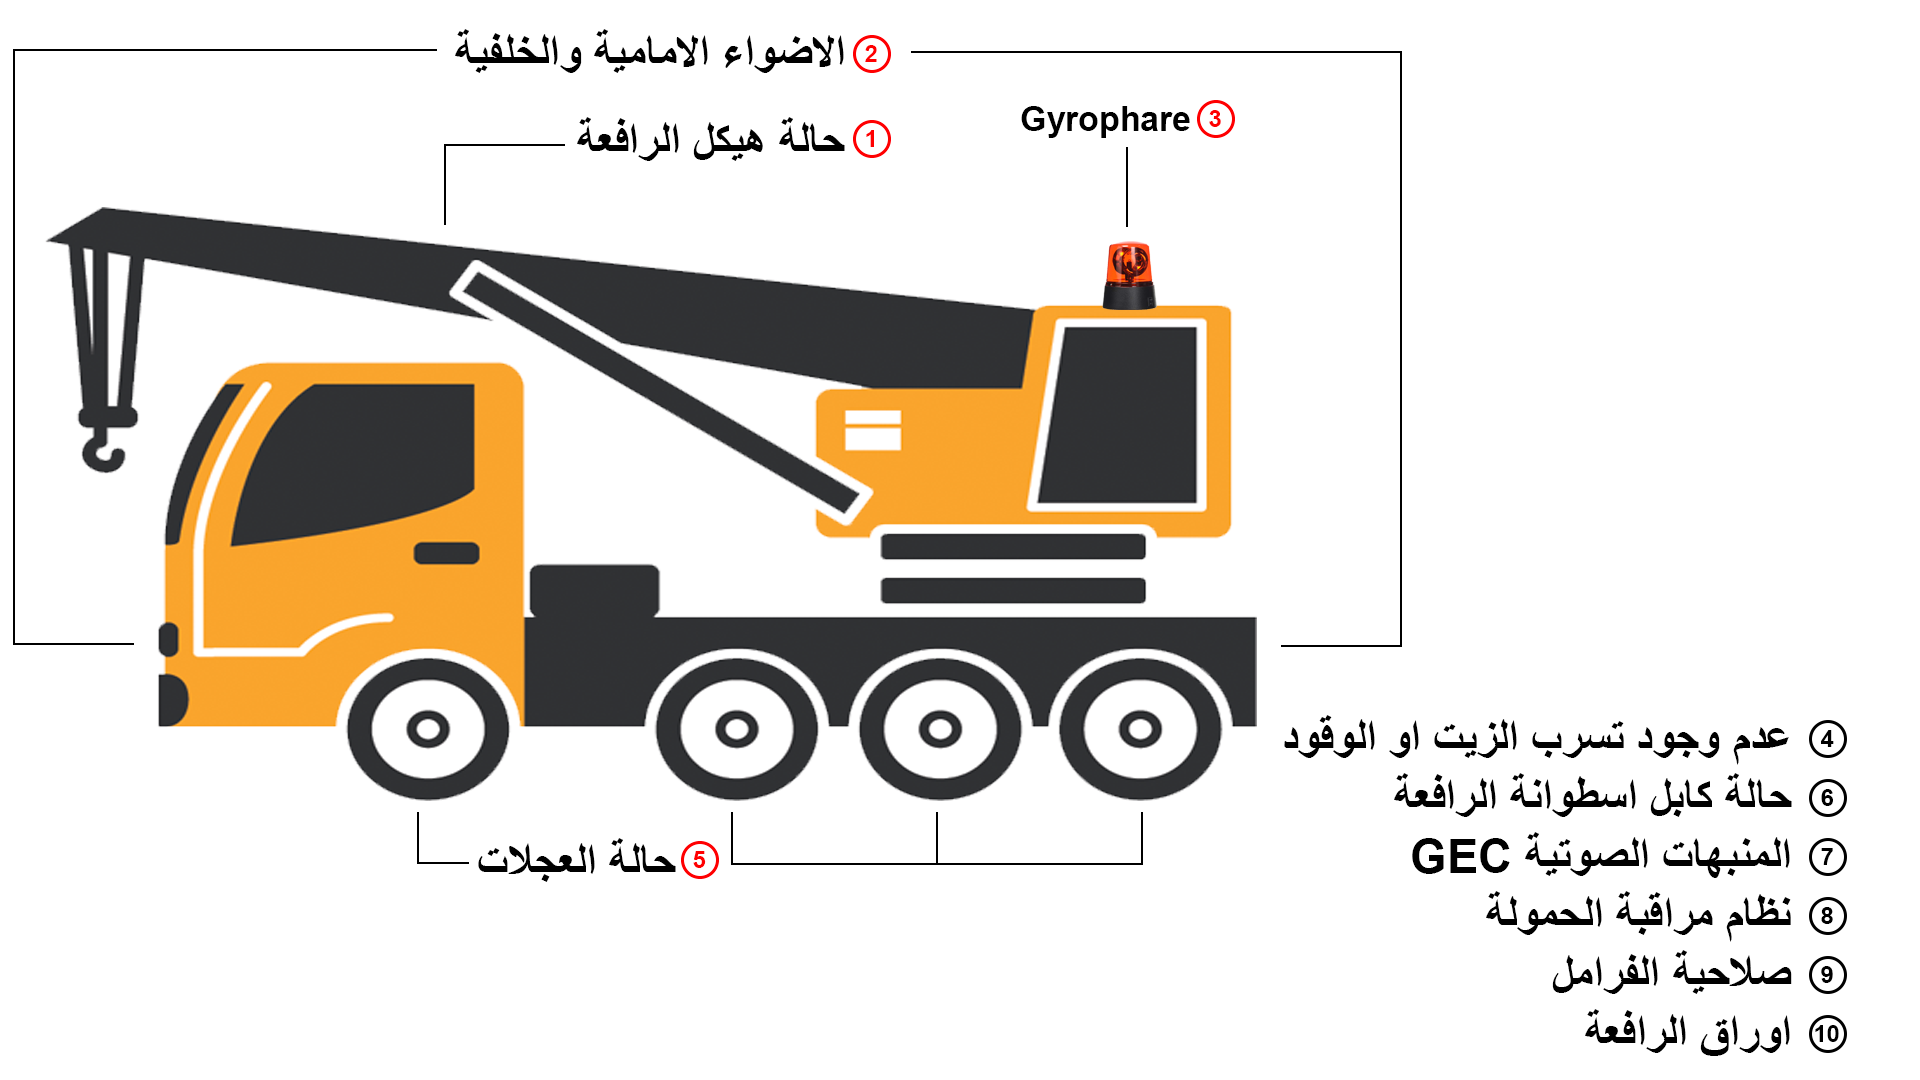 ② الاضواء الامامية والخلفية
① حالة هيكل الرافعة
Gyrophare ③
④ عدم وجود تسرب الزيت او الوقود
⑥ حالة كابل اسطوانة الرافعة
⑦ المنبهات الصوتية GEC
⑧ نظام مراقبة الحمولة
⑨ صلاحية الفرامل
⑩ اوراق الرافعة
⑤ حالة العجلات